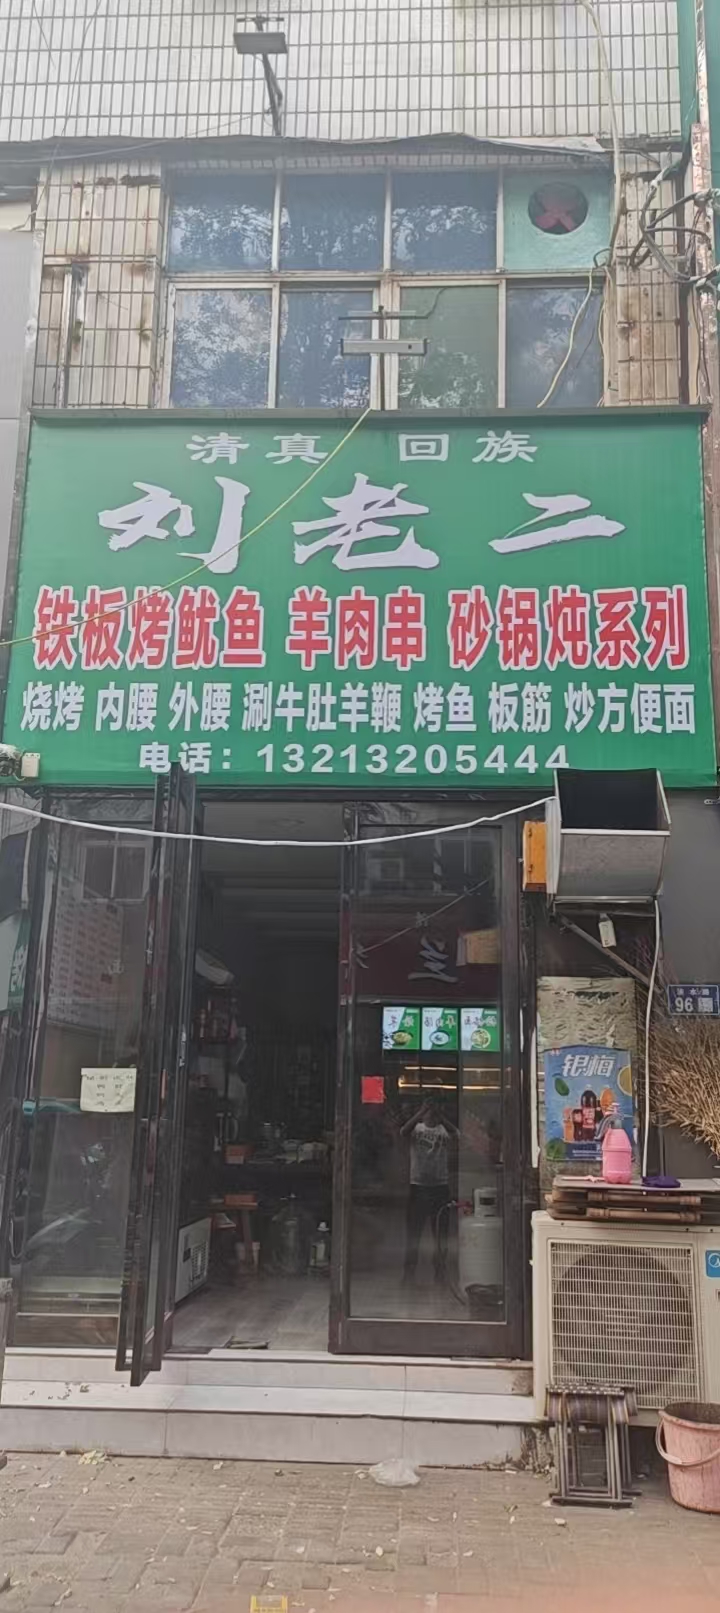 清真 回族
刘老二
铁板烤鱿鱼 羊肉串 砂锅炖系列
烧烤 内腰 外腰 涮牛肚羊鞭 烤鱼 板筋 炒方便面
电话：13213205444
96
银梅